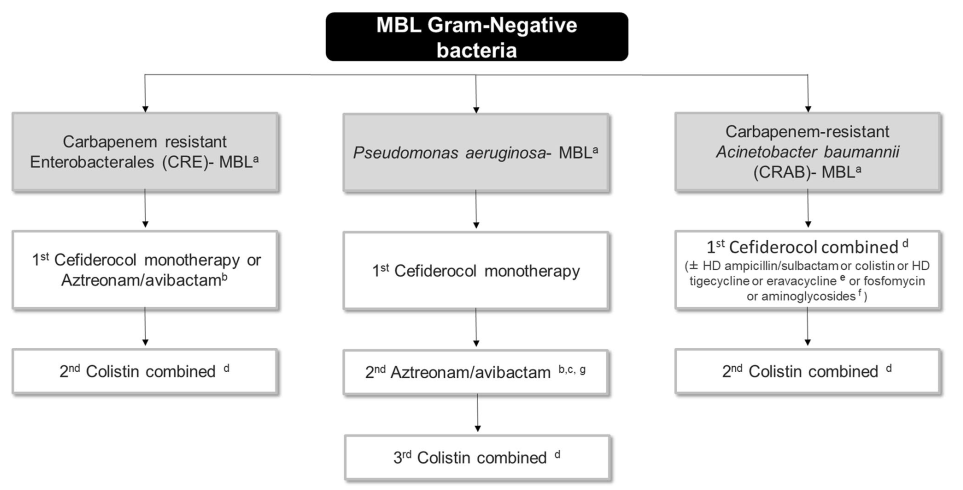 MBL Gram-Negative
bacteria
Carbapenem resistant
Enterobacterales (CRE)- MBLᵃ
Pseudomonas aeruginosa- MBLᵃ
Carbapenem-resistant
Acinetobacter baumannii
(CRAB)- MBLᵃ
1ˢᵗ Cefiderocol monotherapy or
Aztreonam/avibactamᵇ
1ˢᵗ Cefiderocol monotherapy
1ˢᵗ Cefiderocol combined ᵈ
(± HD ampicillin/sulbactam or colistin or HD
tigecycline or eravacycline ᵉ or fosfomycin
or aminoglycosides ᶠ)
2ⁿᵈ Colistin combined ᵈ
2ⁿᵈ Aztreonam/avibactam ᵇ,ᶜ, ᵍ
2ⁿᵈ Colistin combined ᵈ
3ʳᵈ Colistin combined ᵈ